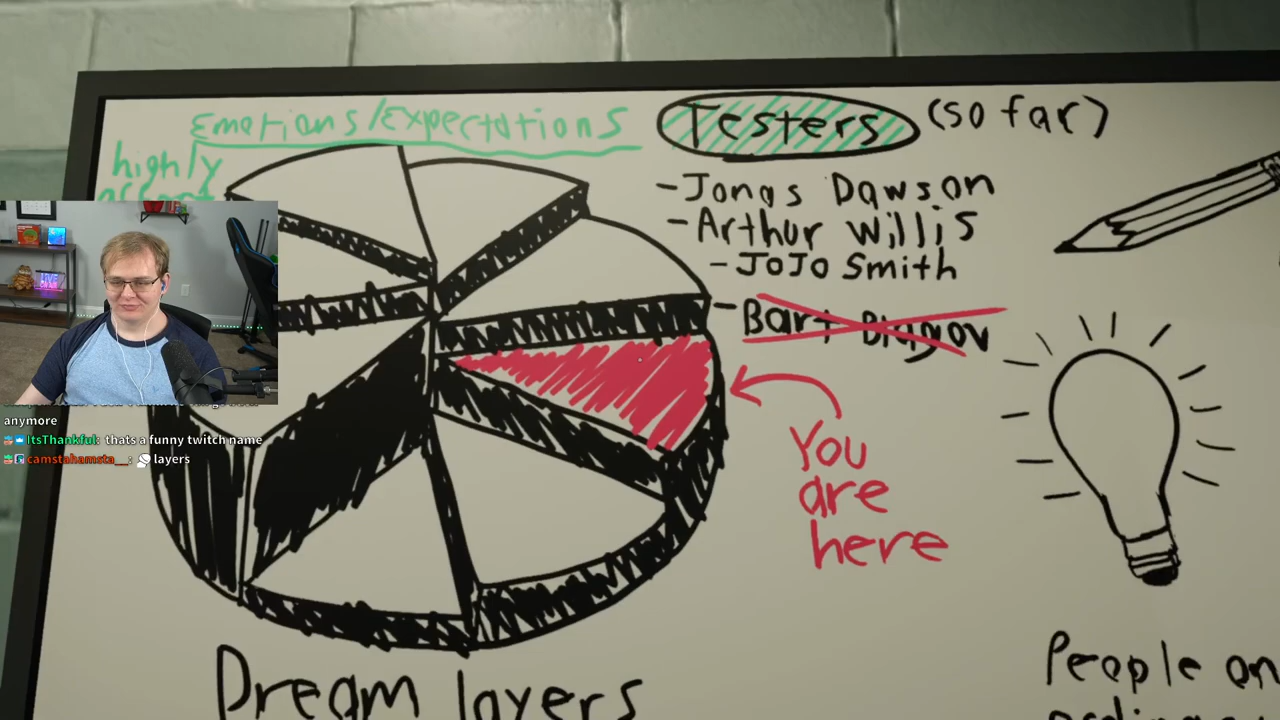 Emotions/Expectations
highly
Testers (so far)
- Jonas Dawson
- Arthur Willis
- JoJo Smith
- Bart
You
are
here
anymore
ItsThankful: thats a funny twitch name
camstahamsta__: layers
Dream layers
People on